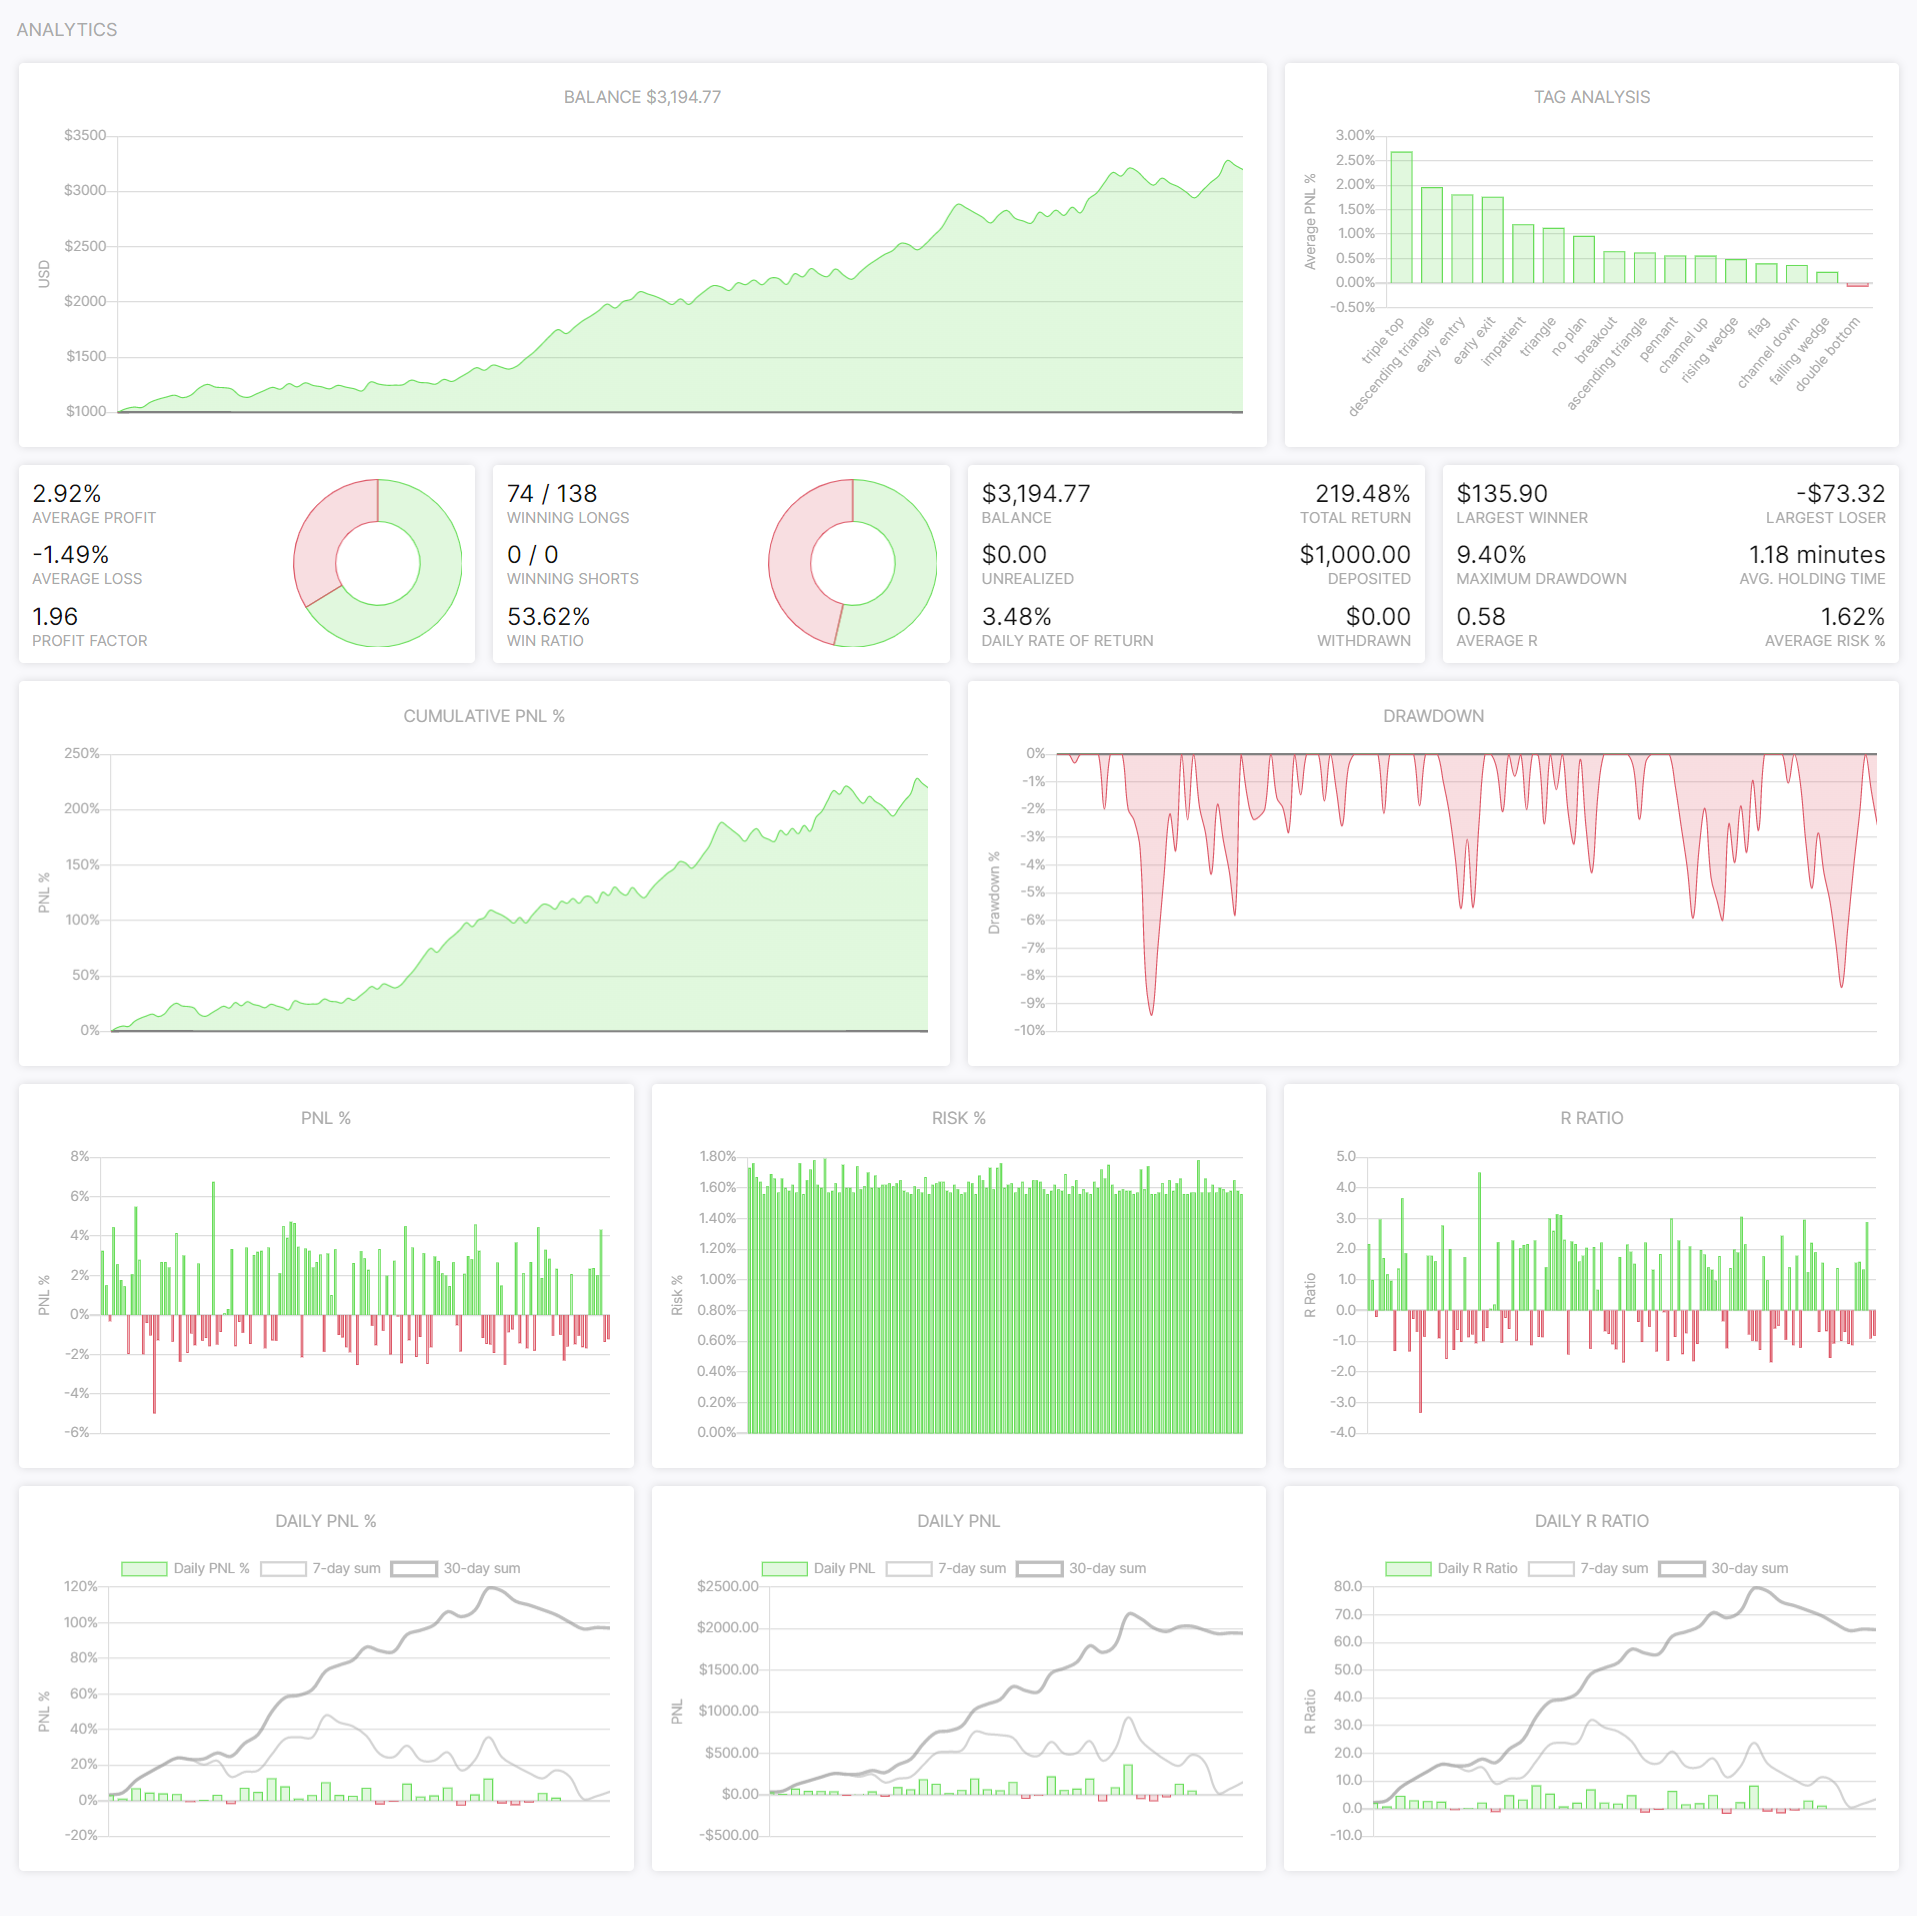 ANALYTICS
BALANCE $3,194.77
$3500
$3000
$2500
$2000
$1500
$1000
USD
TAG ANALYSIS
3.00%
2.50%
2.00%
1.50%
1.00%
0.50%
0.00%
-0.50%
Average PNL %
triple top
descending triangle
early entry
early exit
impatient
triangle
no plan
breakout
ascending triangle
pennant
channel up
rising wedge
flag
channel down
falling wedge
double bottom
2.92%
AVERAGE PROFIT
-1.49%
AVERAGE LOSS
1.96
PROFIT FACTOR
74 / 138
WINNING LONGS
0 / 0
WINNING SHORTS
53.62%
WIN RATIO
$3,194.77
BALANCE
219.48%
TOTAL RETURN
$0.00
UNREALIZED
$1,000.00
DEPOSITED
3.48%
DAILY RATE OF RETURN
$0.00
WITHDRAWN
$135.90
LARGEST WINNER
-$73.32
LARGEST LOSER
9.40%
MAXIMUM DRAWDOWN
1.18 minutes
AVG. HOLDING TIME
0.58
AVERAGE R
1.62%
AVERAGE RISK %
CUMULATIVE PNL %
250%
200%
150%
100%
50%
0%
PNL %
DRAWDOWN
0%
-1%
-2%
-3%
-4%
-5%
-6%
-7%
-8%
-9%
-10%
Drawdown %
PNL %
8%
6%
4%
2%
0%
-2%
-4%
-6%
PNL %
RISK %
1.80%
1.60%
1.40%
1.20%
1.00%
0.80%
0.60%
0.40%
0.20%
0.00%
Risk %
R RATIO
5.0
4.0
3.0
2.0
1.0
0.0
-1.0
-2.0
-3.0
-4.0
R Ratio
DAILY PNL %
Daily PNL % 7-day sum 30-day sum
120%
100%
80%
60%
40%
20%
0%
-20%
PNL %
DAILY PNL
Daily PNL 7-day sum 30-day sum
$2500.00
$2000.00
$1500.00
$1000.00
$500.00
$0.00
-$500.00
PNL
DAILY R RATIO
Daily R Ratio 7-day sum 30-day sum
80.0
70.0
60.0
50.0
40.0
30.0
20.0
10.0
0.0
-10.0
R Ratio